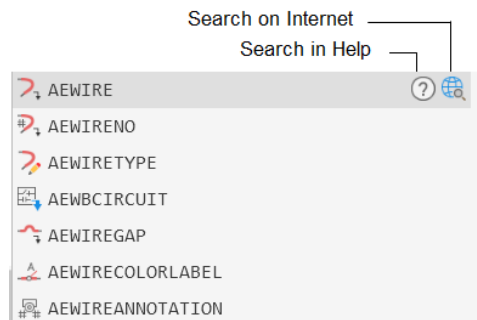 Search on Internet
Search in Help
AEWIRE
AEWIRENO
AEWIRETYPE
AEWBCIRCUIT
AEWIREGAP
AEWIRECOLORLABEL
AEWIREANNOTATION